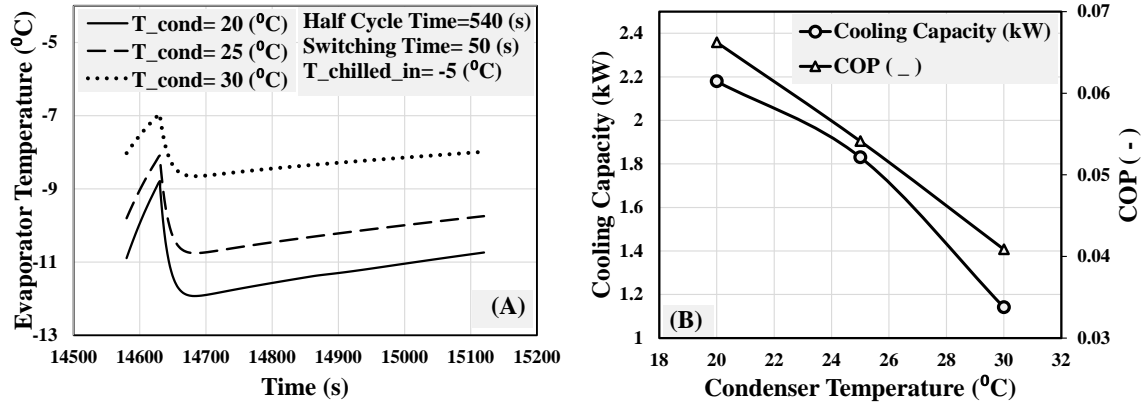 -4
-5
-7
-9
-11
-13
Evaporator Temperature (⁰C)
T_cond= 20 (⁰C)
T_cond= 25 (⁰C)
T_cond= 30 (⁰C)
Half Cycle Time=540 (s)
Switching Time= 50 (s)
T_chilled_in= -5 (⁰C)
(A)
14500 14600 14700 14800 14900 15000 15100 15200
Time (s)
2.4
2.2
2
1.8
1.6
1.4
1.2
1
Cooling Capacity (kW)
Cooling Capacity (kW)
COP ( _ )
(B)
0.07
0.06
0.05
0.04
0.03
COP ( - )
18 20 22 24 26 28 30 32
Condenser Temperature (⁰C)